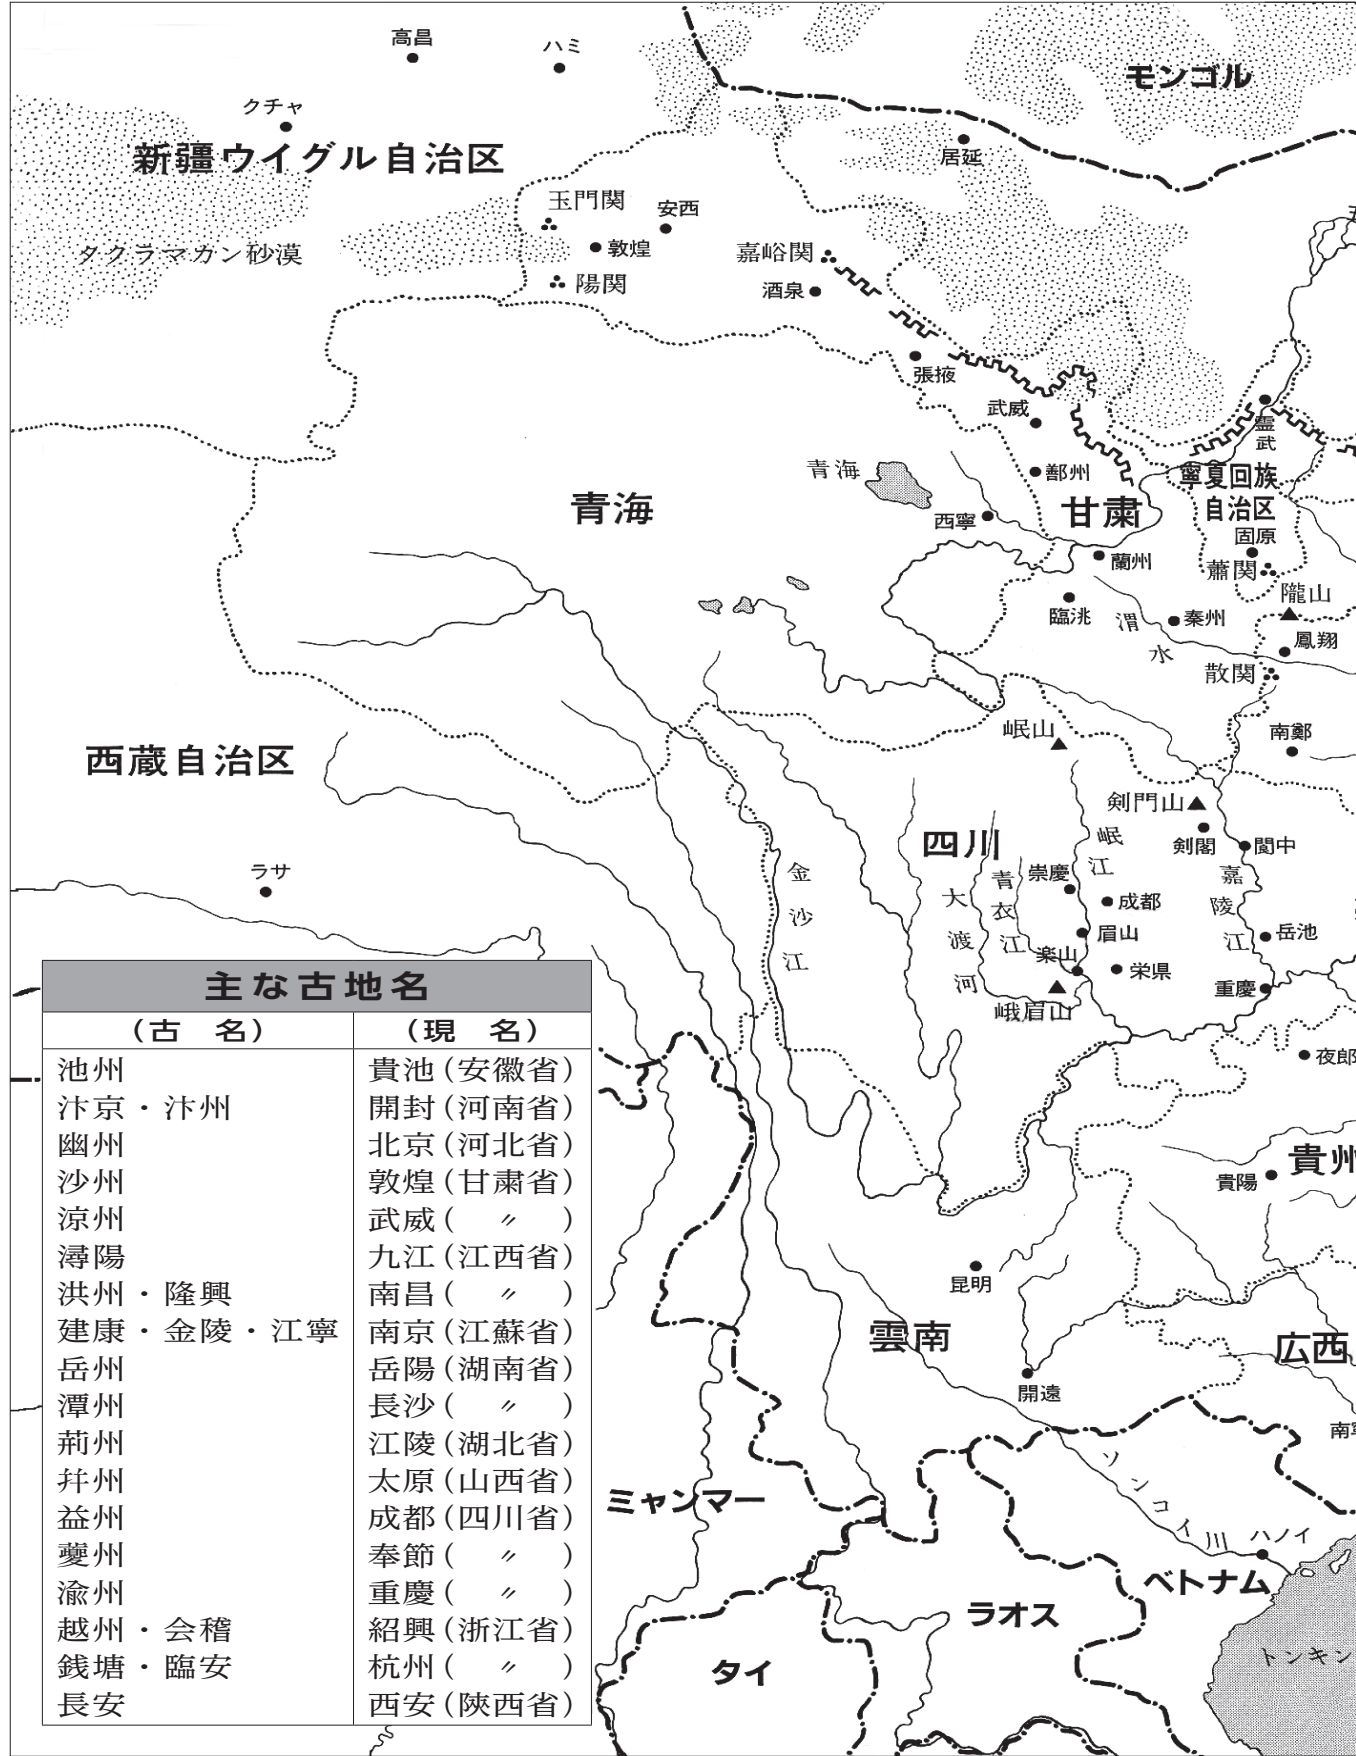 高昌
ハミ
モンゴル
クチャ
居延
新疆ウイグル自治区
玉門関
安西
敦煌
タクラマカン砂漠
嘉峪関
陽関
酒泉
張掖
武威
霊武
青海
鄯州
寧夏回族
自治区
青海
甘粛
西寧
固原
蘭州
蕭関
隴山
臨洮
渭水
秦州
鳳翔
散関
岷山
南鄭
西蔵自治区
剣門山
四川
岷江
剣閣
閬中
ラサ
金沙江
大渡河
青衣江
崇慶
成都
嘉陵江
眉山
岳池
楽山
栄県
重慶
峨眉山
夜郎
貴州
貴陽
昆明
雲南
広西
開遠
ソンコイ川
ハノイ
ミャンマー
ベトナム
ラオス
タイ
トンキン
主な古地名
(古 名) (現 名)
池州 貴池(安徽省)
汴京・汴州 開封(河南省)
幽州 北京(河北省)
沙州 敦煌(甘粛省)
涼州 武威( 〃 )
潯陽 九江(江西省)
洪州・隆興 南昌( 〃 )
建康・金陵・江寧 南京(江蘇省)
岳州 岳陽(湖南省)
潭州 長沙( 〃 )
荊州 江陵(湖北省)
幷州 太原(山西省)
益州 成都(四川省)
夔州 奉節( 〃 )
渝州 重慶( 〃 )
越州・会稽 紹興(浙江省)
銭塘・臨安 杭州( 〃 )
長安 西安(陝西省)